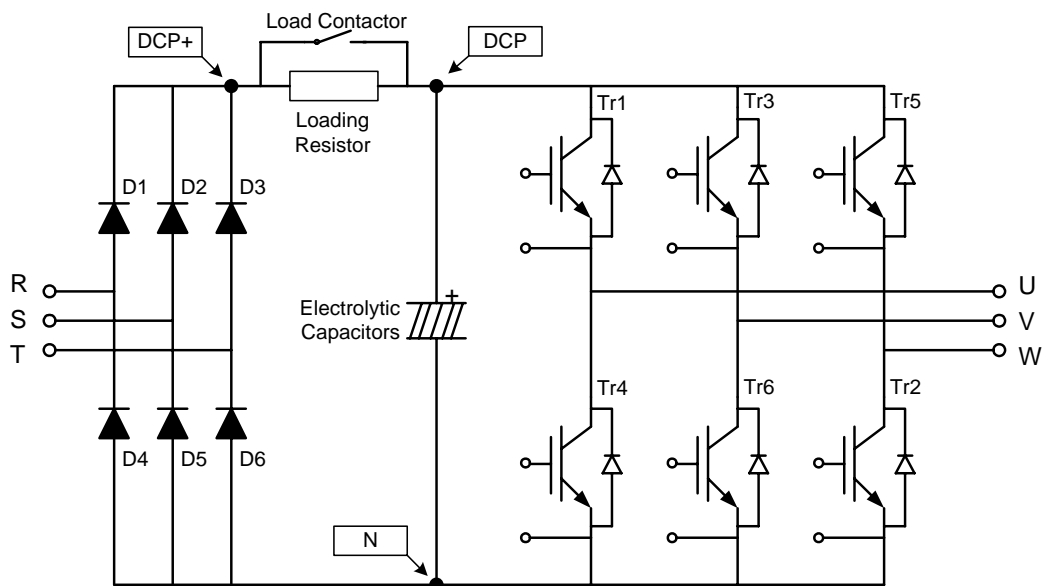 Load Contactor
DCP+
DCP
Loading
Resistor
Tr1
Tr3
Tr5
D1
D2
D3
R
S
T
+
Electrolytic
Capacitors
U
V
W
Tr4
Tr6
Tr2
D4
D5
D6
N